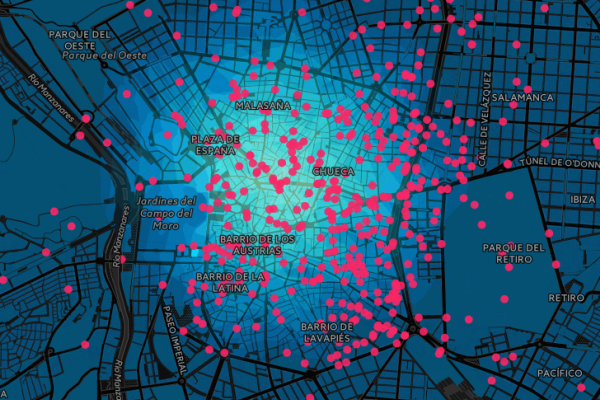 PARQUE DEL
OESTE
Parque del Oeste
Río Manzanares
MALASAÑA
SALAMANCA
CALLE DE VELÁZQUEZ
PLAZA DE
ESPAÑA
CHUECA
TÚNEL DE O'DONN
Jardines del
Campo del
Moro
IBIZA
Río Manzanares
BARRIO DE LOS
AUSTRIAS
PARQUE DEL
RETIRO
BARRIO DE LA
LATINA
RETIRO
PASEO IMPERIAL
BARRIO DE
LAVAPIÉS
Río Manza
PACÍFICO
A